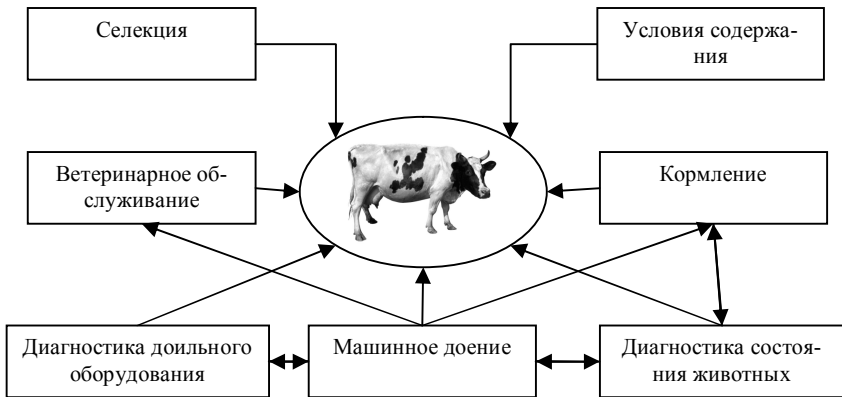 Селекция
Условия содержа-
ния
Ветеринарное об-
служивание
Кормление
Диагностика доильного
оборудования
Машинное доение
Диагностика состоя-
ния животных